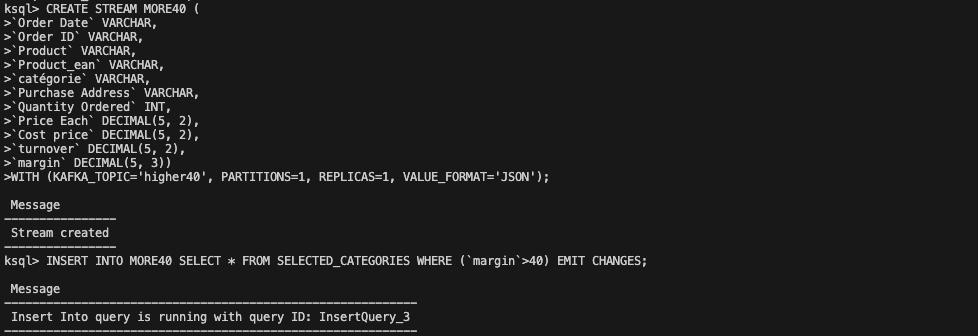 ksql> CREATE STREAM MORE40 (
>`Order Date` VARCHAR,
>`Order ID` VARCHAR,
>`Product` VARCHAR,
>`Product_ean` VARCHAR,
>`catégorie` VARCHAR,
>`Purchase Address` VARCHAR,
>`Quantity Ordered` INT,
>`Price Each` DECIMAL(5, 2),
>`Cost price` DECIMAL(5, 2),
>`turnover` DECIMAL(5, 2),
>`margin` DECIMAL(5, 3))
>WITH (KAFKA_TOPIC='higher40', PARTITIONS=1, REPLICAS=1, VALUE_FORMAT='JSON');
Message
----------------
Stream created
----------------
ksql> INSERT INTO MORE40 SELECT * FROM SELECTED_CATEGORIES WHERE (`margin`>40) EMIT CHANGES;
Message
-----------------------------------------------------------
Insert Into query is running with query ID: InsertQuery_3
-----------------------------------------------------------